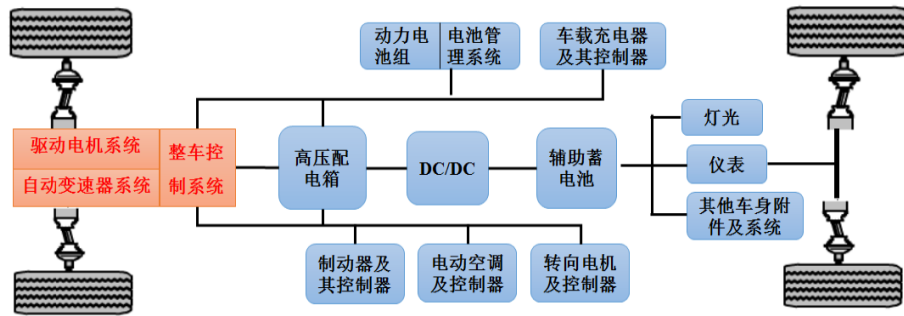 动力电
池组
电池管
理系统
车载充电器
及其控制器
驱动电机系统
自动变速器系统
整车控
制系统
高压配
电箱
DC/DC
辅助蓄
电池
灯光
仪表
其他车身附
件及系统
制动器及
其控制器
电动空调
及控制器
转向电机
及控制器